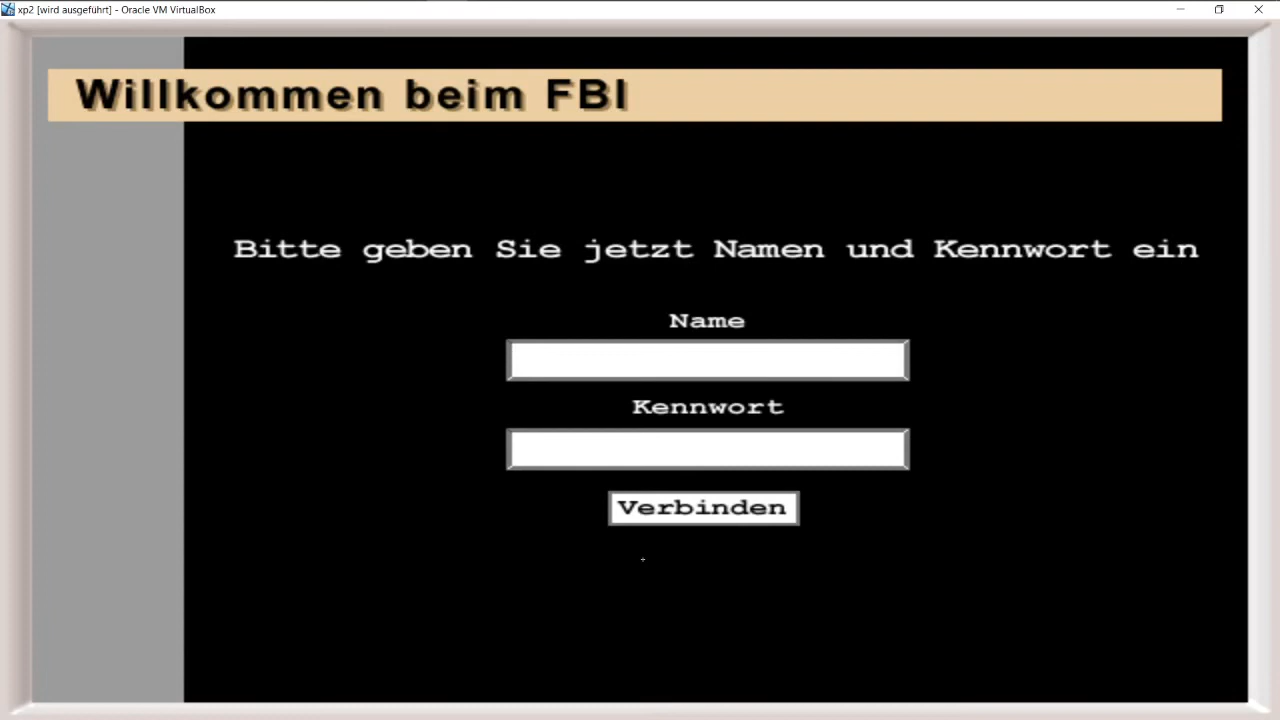 xp2 [wird ausgeführt] - Oracle VM VirtualBox
Willkommen beim FBI
Bitte geben Sie jetzt Namen und Kennwort ein
Name
Kennwort
Verbinden